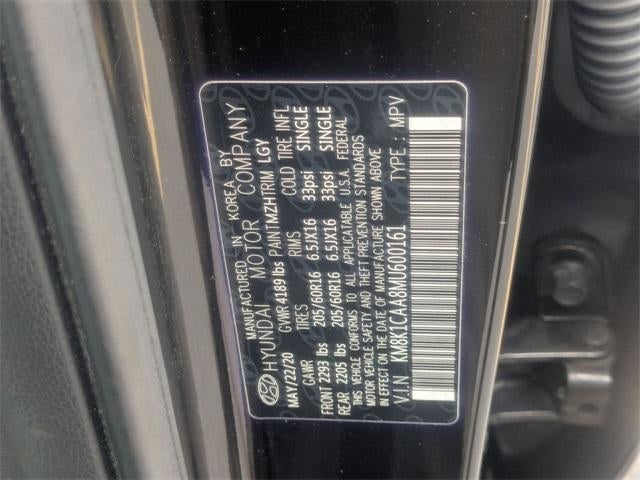 MANUFACTURED IN KOREA BY
HYUNDAI MOTOR COMPANY
MAY/22/20 GVWR 4189 lbs PAINT MZH TRIM LGY
GAWR TIRES RIMS COLD TIRE INFL
FRONT 2293 lbs 205/60R16 6.5JX16 33psi SINGLE
REAR 2205 lbs 205/60R16 6.5JX16 33psi SINGLE
THIS VEHICLE CONFORMS TO ALL APPLICABLE U.S.A. FEDERAL
MOTOR VEHICLE SAFETY AND THEFT PREVENTION STANDARDS
IN EFFECT ON THE DATE OF MANUFACTURE SHOWN ABOVE
V.I.N. KM8K1CAA8MU600161 TYPE : MPV